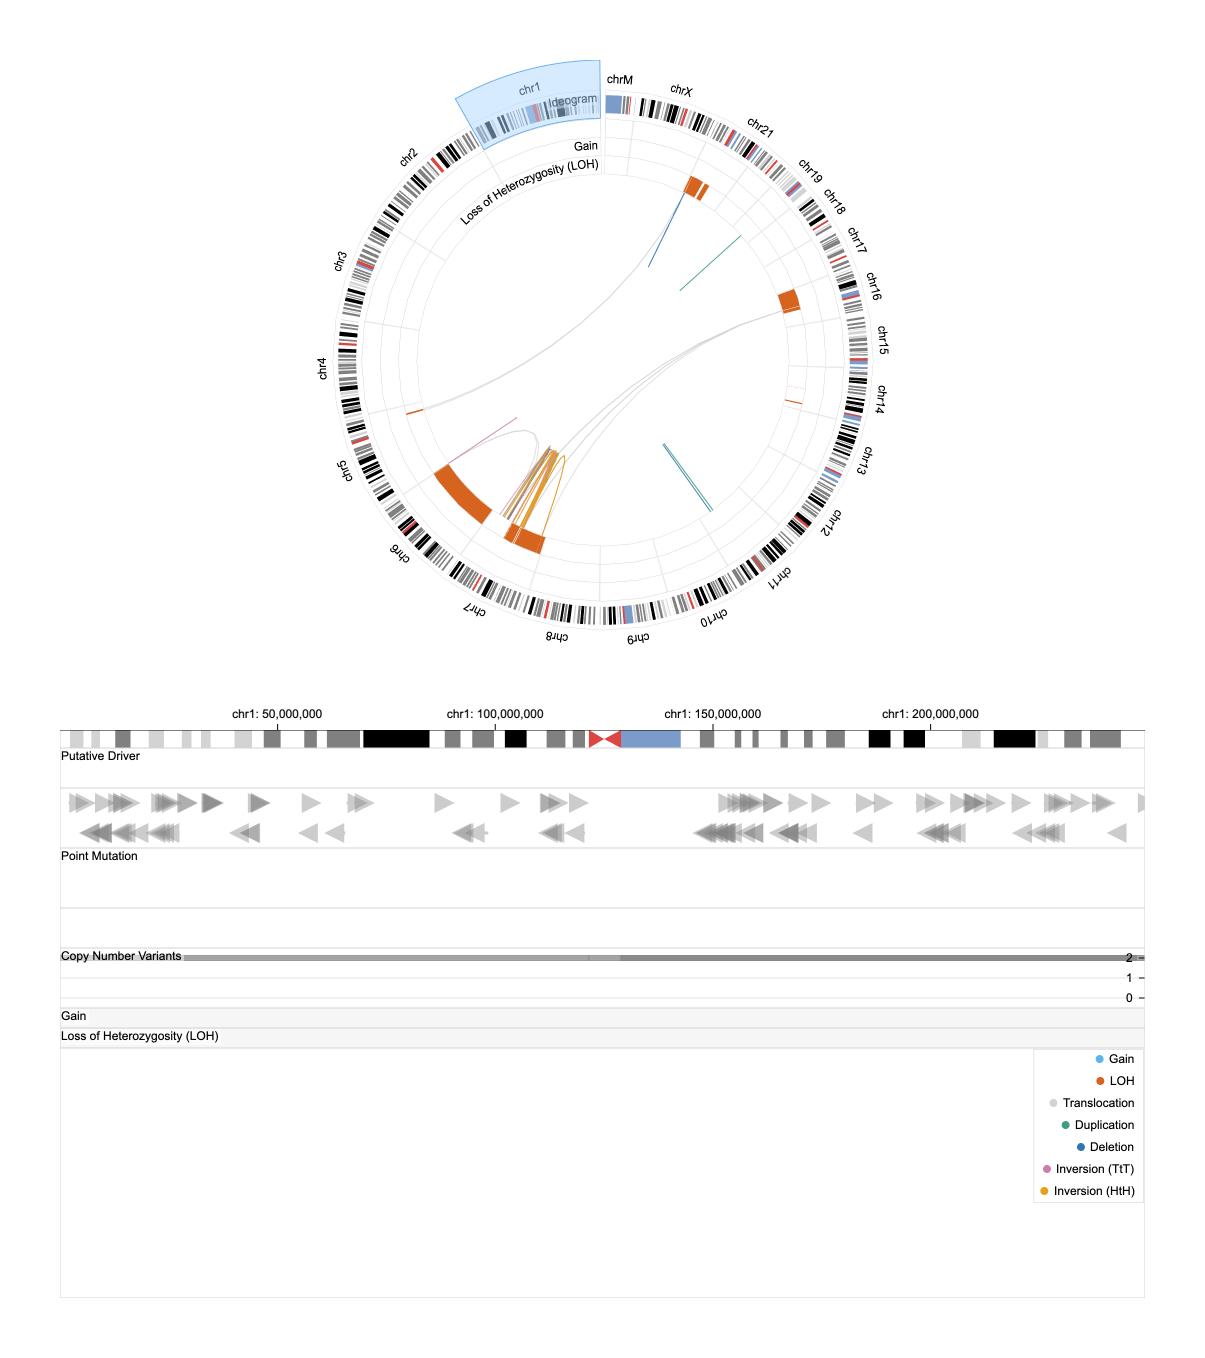 chr1
Ideogram
chrM
chrX
chr21
chr19
chr18
chr17
chr16
chr15
chr14
chr13
chr12
chr11
chr10
chr9
chr8
chr7
chr6
chr5
chr4
chr3
chr2
Gain
Loss of Heterozygosity (LOH)
chr1: 50,000,000 chr1: 100,000,000 chr1: 150,000,000 chr1: 200,000,000
Putative Driver
Point Mutation
Copy Number Variants
2
1
0
Gain
Loss of Heterozygosity (LOH)
Gain
LOH
Translocation
Duplication
Deletion
Inversion (TtT)
Inversion (HtH)